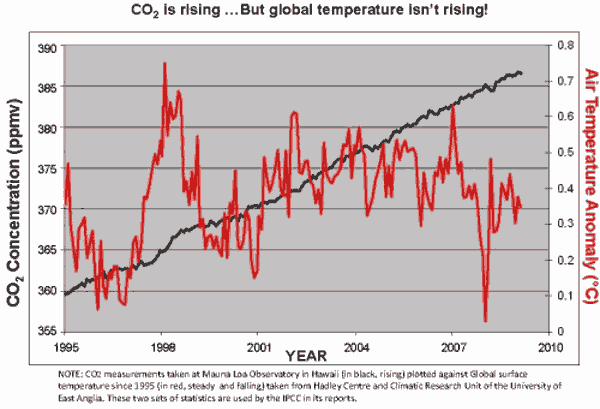 CO2 is rising ...But global temperature isn't rising!
390
385
380
375
370
365
360
355
CO2 Concentration (ppmv)
0.8
0.7
0.6
0.5
0.4
0.3
0.2
0.1
0
Air Temperature Anomaly (°C)
1995 1998 2001 2004 2007 2010
YEAR
NOTE: CO2 measurements taken at Mauna Loa Observatory in Hawaii (in black, rising) plotted against Global surface
temperature since 1995 (in red, steady and falling) taken from Hadley Centre and Climatic Research Unit of the University of
East Anglia. These two sets of statistics are used by the IPCC in its reports.